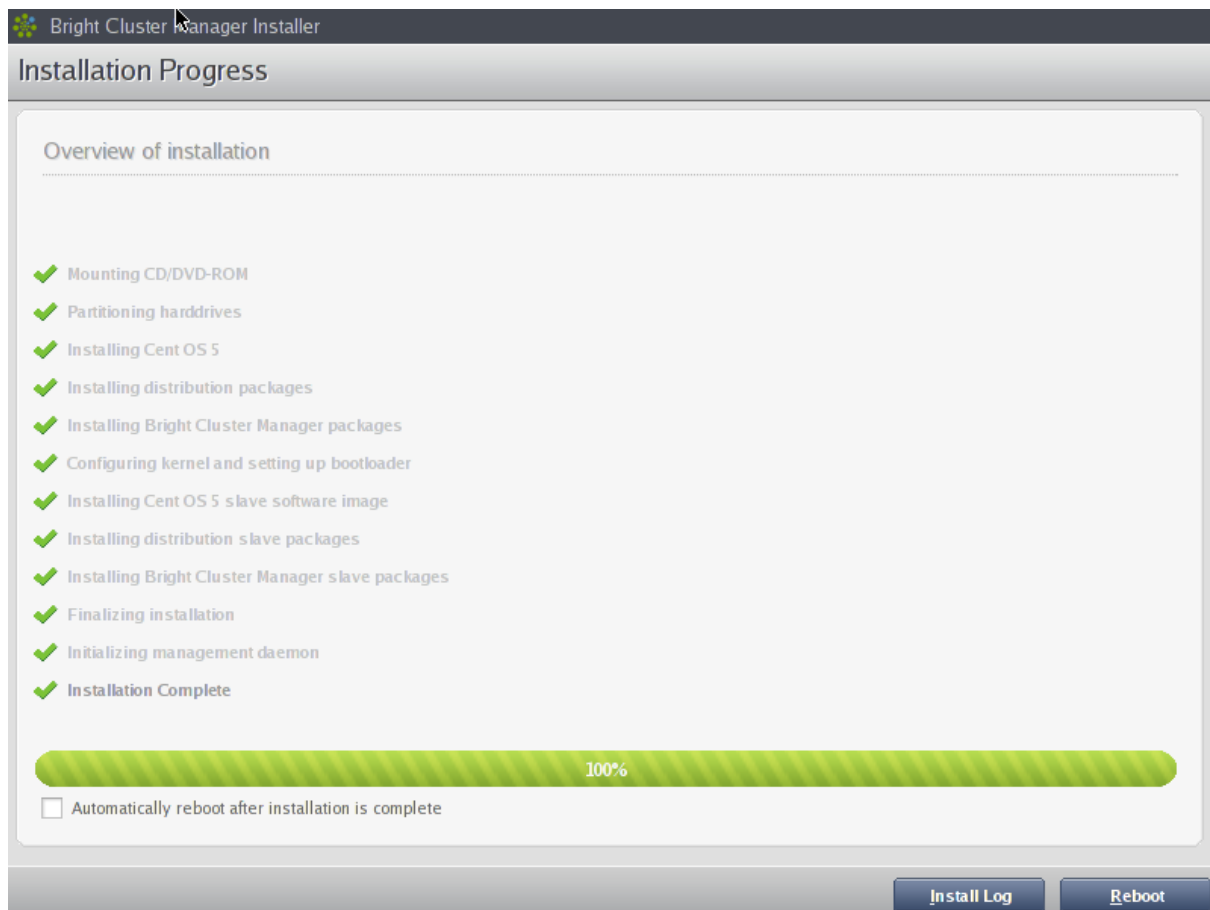 Bright Cluster Manager Installer
Installation Progress
Overview of installation
Mounting CD/DVD-ROM
Partitioning harddrives
Installing Cent OS 5
Installing distribution packages
Installing Bright Cluster Manager packages
Configuring kernel and setting up bootloader
Installing Cent OS 5 slave software image
Installing distribution slave packages
Installing Bright Cluster Manager slave packages
Finalizing installation
Initializing management daemon
Installation Complete
100%
Automatically reboot after installation is complete
Install Log
Reboot